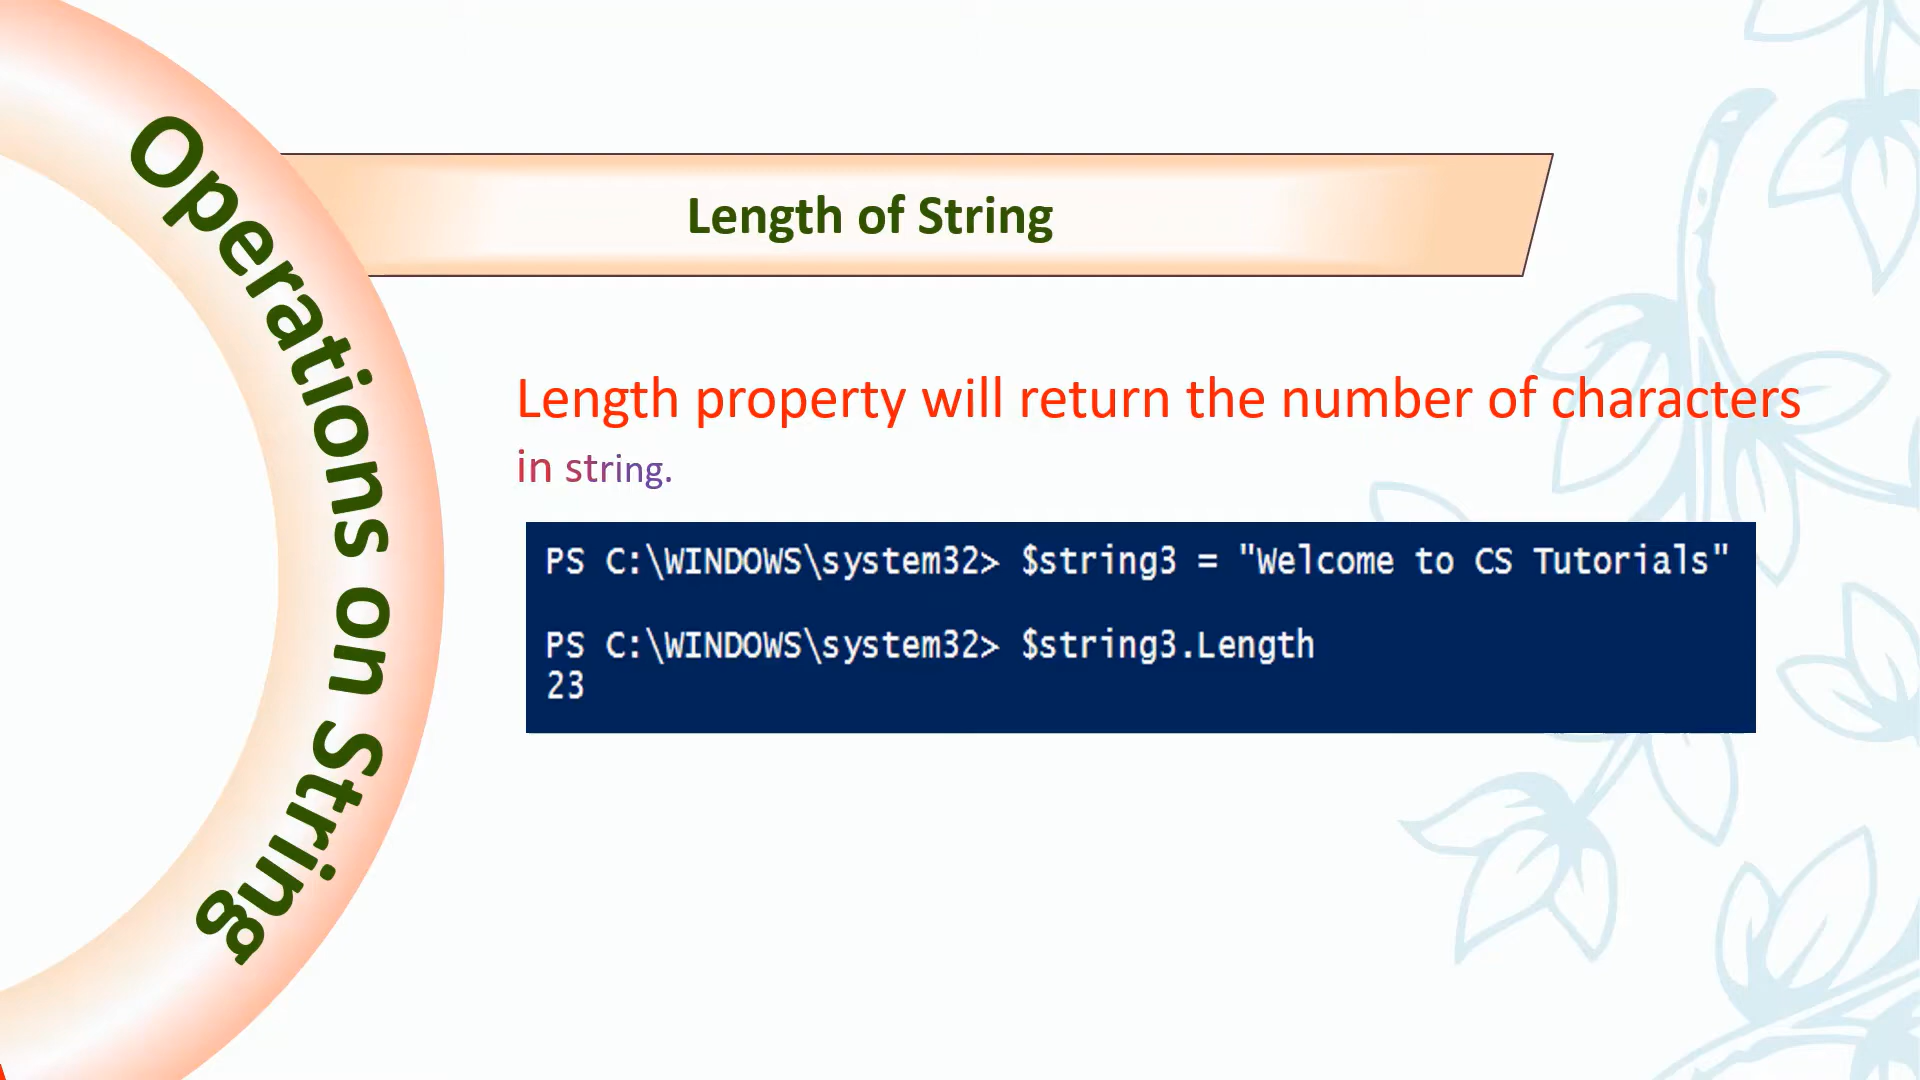 Operations on String
Length of String
Length property will return the number of characters
in string.
PS C:\WINDOWS\system32> $string3 = "Welcome to CS Tutorials"
PS C:\WINDOWS\system32> $string3.Length
23